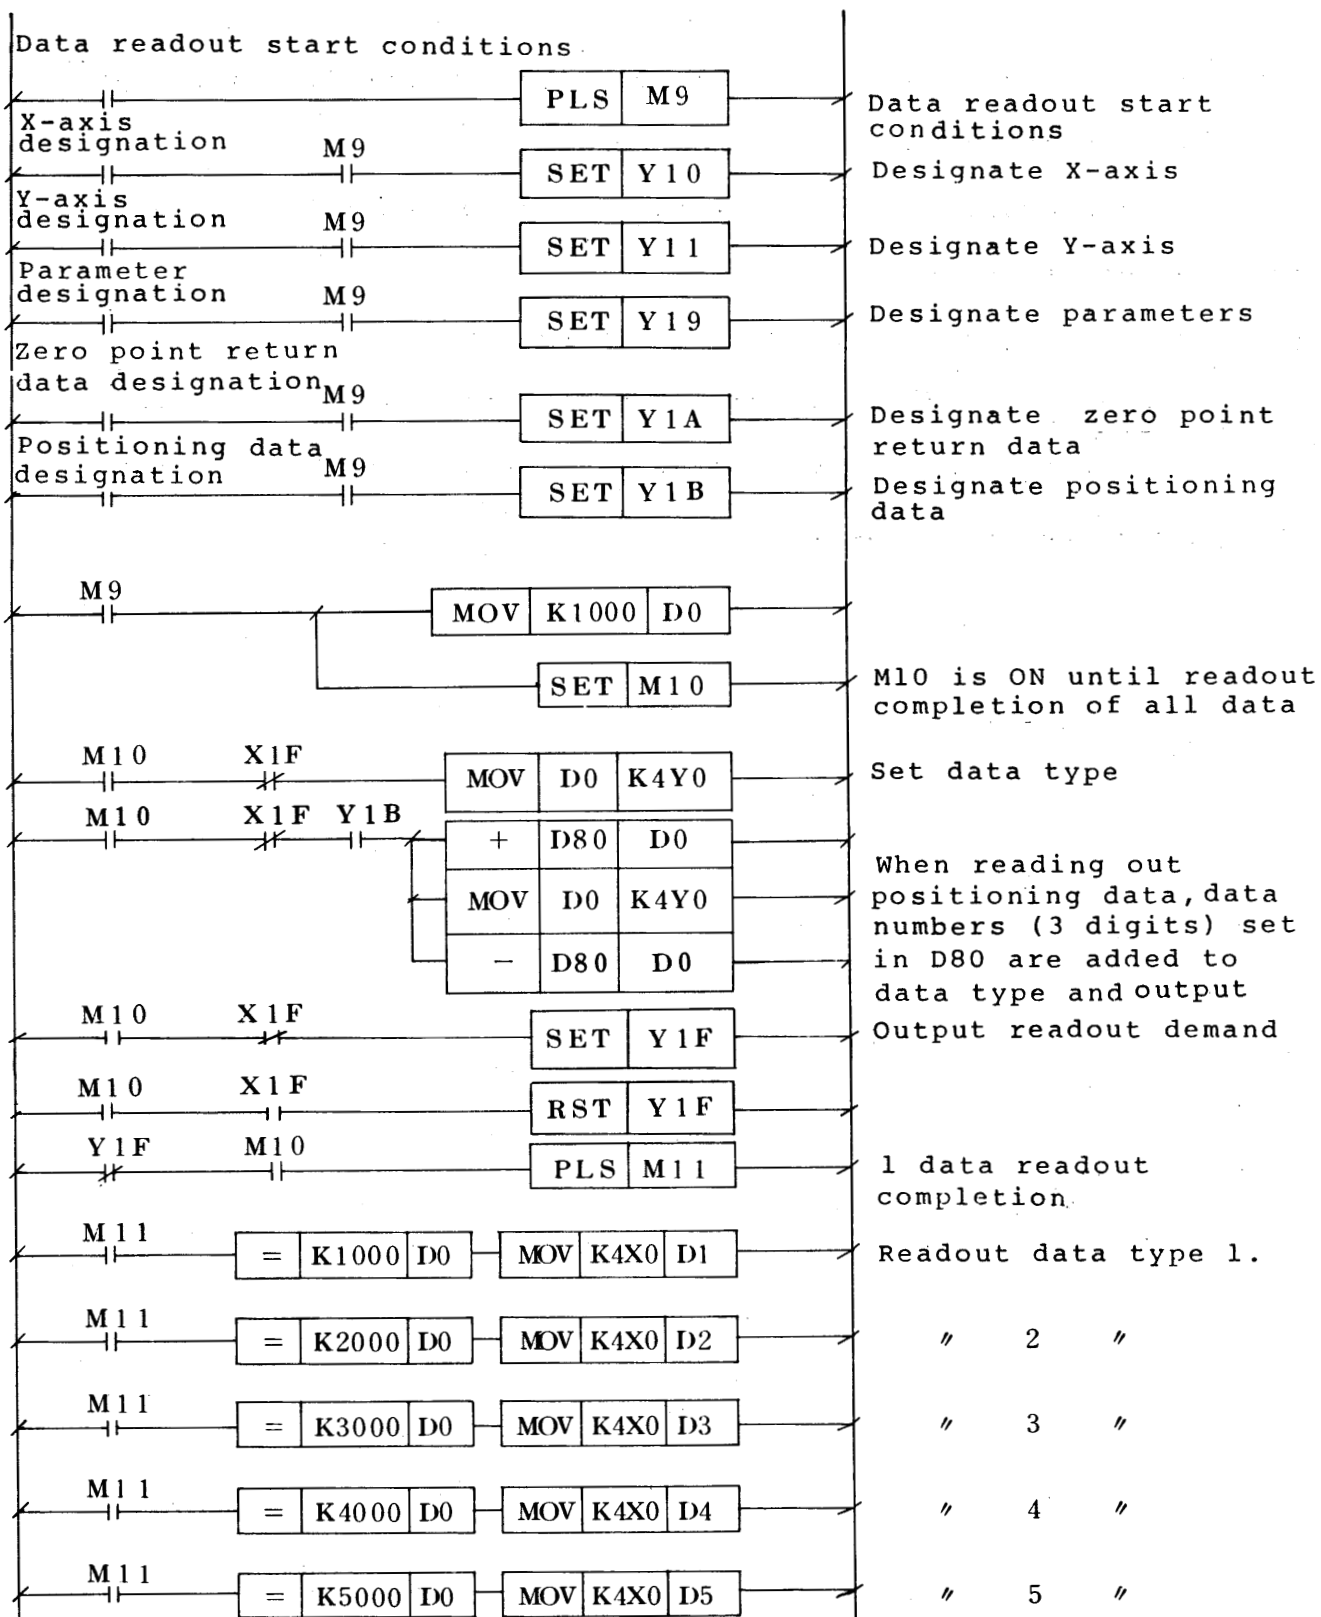 Data readout start conditions
PLS M9
Data readout start
conditions
X-axis
designation
M9
SET Y10
Designate X-axis
Y-axis
designation
M9
SET Y11
Designate Y-axis
Parameter
designation
M9
SET Y19
Designate parameters
Zero point return
data designation
M9
SET Y1A
Designate zero point
return data
Positioning data
designation
M9
SET Y1B
Designate positioning
data
M9
MOV K1000 D0
SET M10
M10 is ON until readout
completion of all data
M10 X1F
MOV D0 K4Y0
Set data type
M10 X1F Y1B
+ D80 D0
MOV D0 K4Y0
- D80 D0
When reading out
positioning data, data
numbers (3 digits) set
in D80 are added to
data type and output
M10 X1F
SET Y1F
Output readout demand
M10 X1F
RST Y1F
Y1F M10
PLS M11
1 data readout
completion
M11
= K1000 D0 MOV K4X0 D1
Readout data type 1.
M11
= K2000 D0 MOV K4X0 D2
〃 2 〃
M11
= K3000 D0 MOV K4X0 D3
〃 3 〃
M11
= K4000 D0 MOV K4X0 D4
〃 4 〃
M11
= K5000 D0 MOV K4X0 D5
〃 5 〃